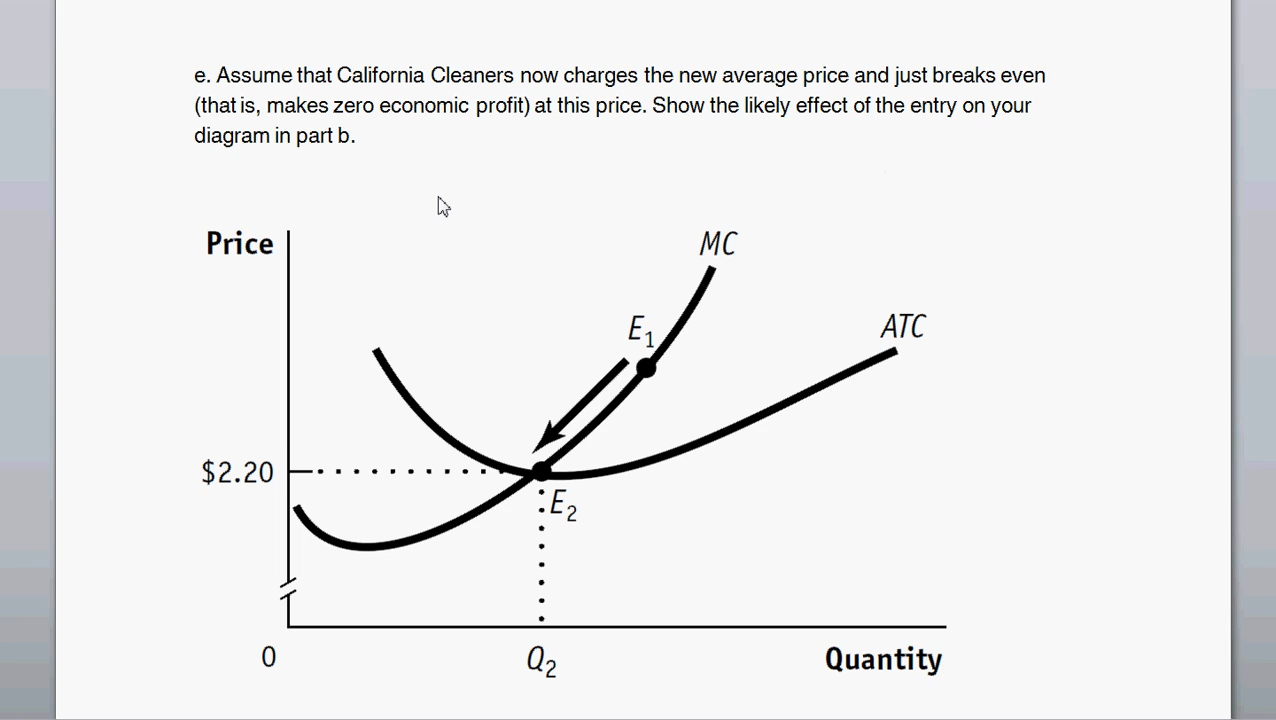 e. Assume that California Cleaners now charges the new average price and just breaks even
(that is, makes zero economic profit) at this price. Show the likely effect of the entry on your
diagram in part b.
Price
MC
E1
ATC
$2.20
E2
0
Q2
Quantity